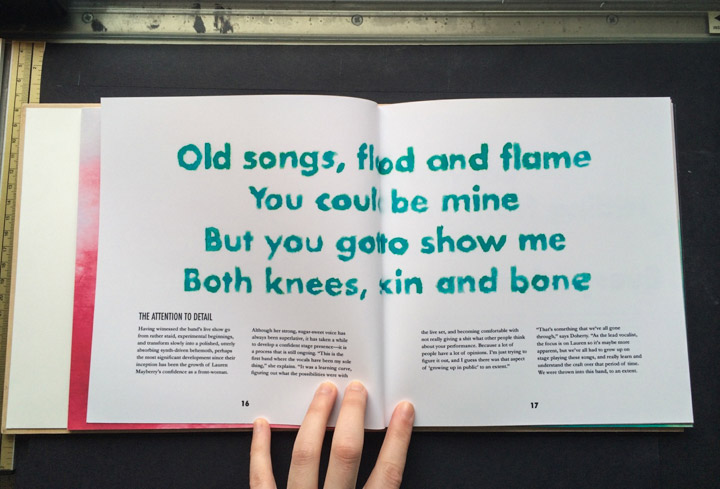 Old songs, flood and flame
You could be mine
But you gotto show me
Both knees, skin and bone
THE ATTENTION TO DETAIL
Having witnessed the band's live show go
from rather staid, experimental beginnings,
and transform slowly into a polished, utterly
absorbing synth-driven behemoth, perhaps
the most significant development since their
inception has been the growth of Lauren
Mayberry's confidence as a front-woman.
Although her strong, sugar-sweet voice has
always been superlative, it has taken a while
to develop a confident stage presence—it is
a process that is still ongoing. "This is the
first band where the vocals have been my sole
thing," she explains. "It was a learning curve,
figuring out what the possibilities were with
the live set, and becoming comfortable with
not really giving a shit what other people think
about your performance. Because a lot of
people have a lot of opinions. I'm just trying to
figure it out, and I guess there was that aspect
of 'growing up in public' to an extent."
"That's something that we've all gone
through," says Doherty. "As the lead vocalist,
the focus is on Lauren so it's maybe more
apparent, but we've all had to grow up on
stage playing these songs, and really learn and
understand the craft over that period of time.
We were thrown into this band, to an extent.
16
17